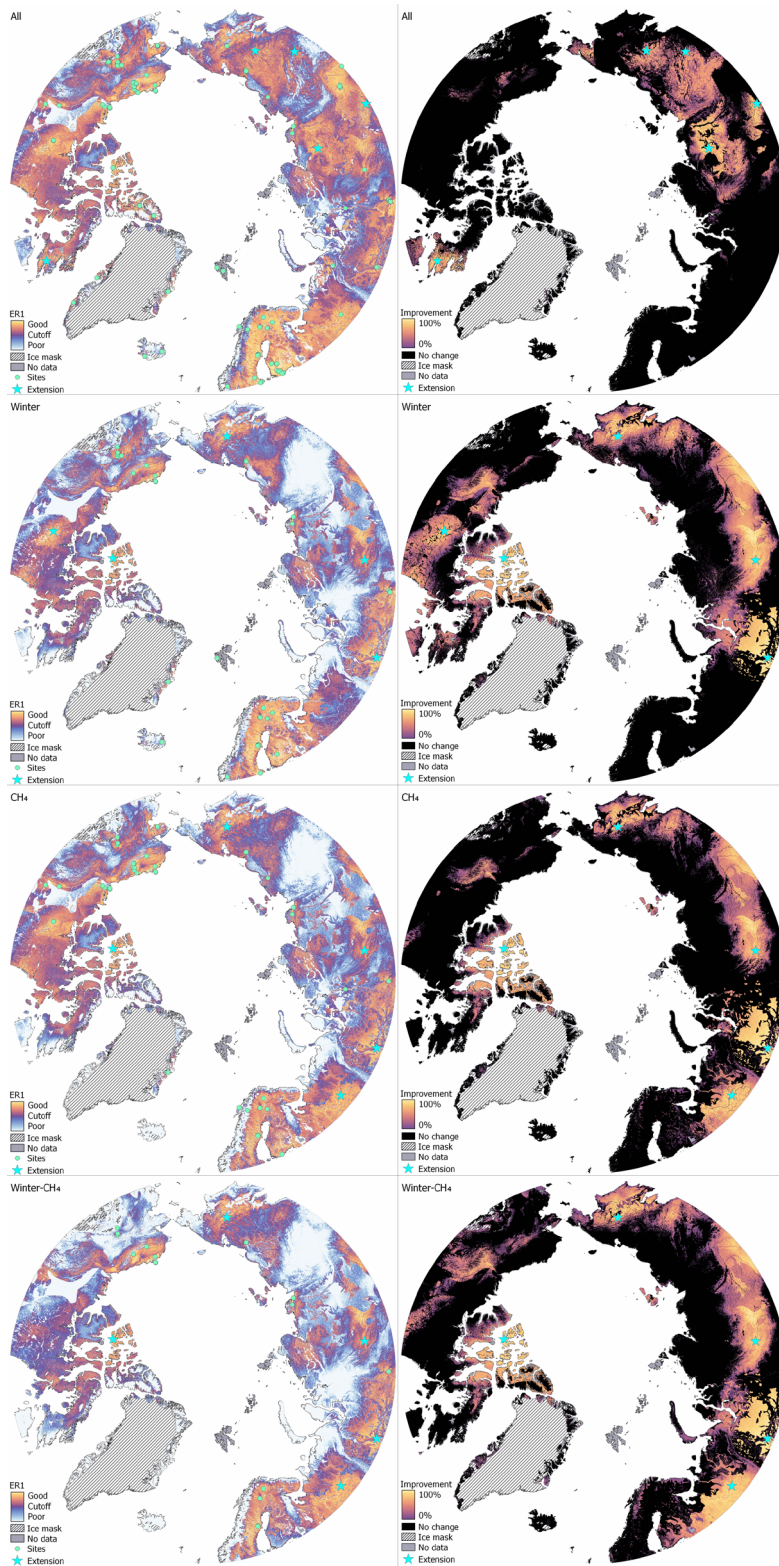 All
ER1
Good
Cutoff
Poor
Ice mask
No data
Sites
Extension
All
Improvement
100%
0%
No change
Ice mask
No data
Extension
Winter
ER1
Good
Cutoff
Poor
Ice mask
No data
Sites
Extension
Winter
Improvement
100%
0%
No change
Ice mask
No data
Extension
CH₄
ER1
Good
Cutoff
Poor
Ice mask
No data
Sites
Extension
CH₄
Improvement
100%
0%
No change
Ice mask
No data
Extension
Winter-CH₄
ER1
Good
Cutoff
Poor
Ice mask
No data
Sites
Extension
Winter-CH₄
Improvement
100%
0%
No change
Ice mask
No data
Extension